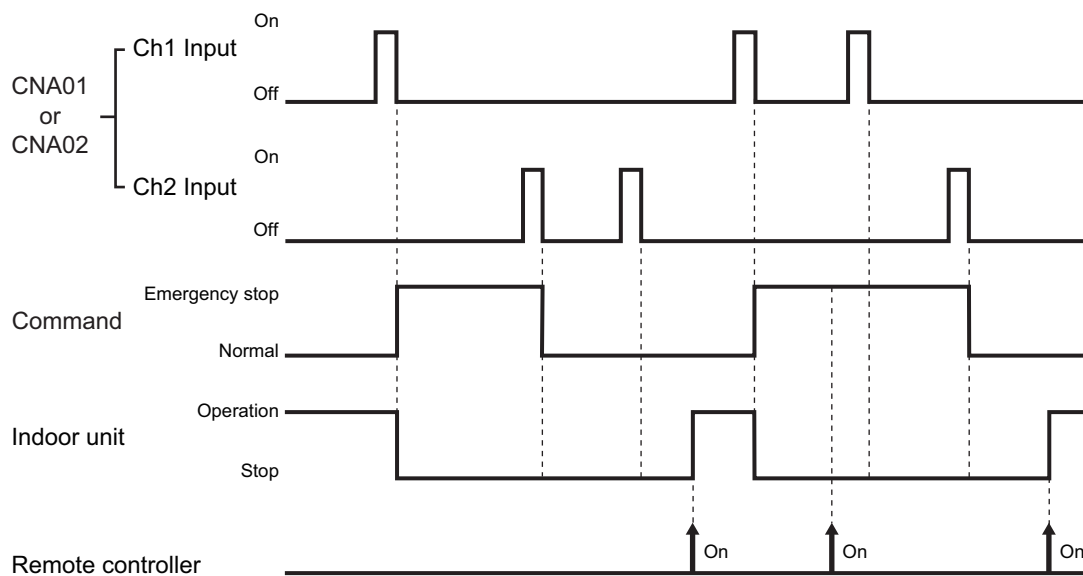 On
Ch1 Input
Off
CNA01
or
CNA02
On
Ch2 Input
Off
Emergency stop
Command
Normal
Operation
Indoor unit
Stop
On
On
On
Remote controller